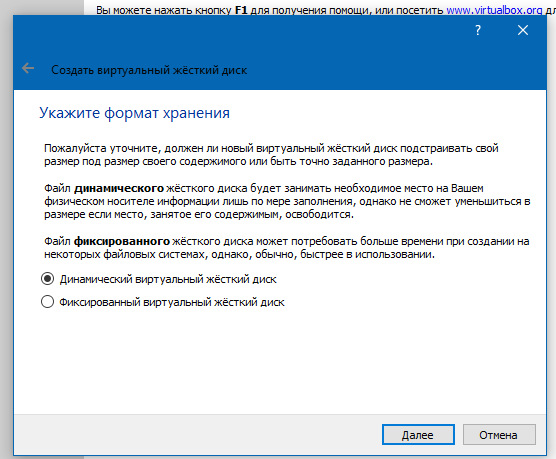 Вы можете нажать кнопку F1 для получения помощи, или посетить www.virtualbox.org дл
?
Создать виртуальный жёсткий диск
Укажите формат хранения
Пожалуйста уточните, должен ли новый виртуальный жёсткий диск подстраивать свой
размер под размер своего содержимого или быть точно заданного размера.
Файл динамического жёсткого диска будет занимать необходимое место на Вашем
физическом носителе информации лишь по мере заполнения, однако не сможет уменьшиться в
размере если место, занятое его содержимым, освободится.
Файл фиксированного жёсткого диска может потребовать больше времени при создании на
некоторых файловых системах, однако, обычно, быстрее в использовании.
Динамический виртуальный жёсткий диск
Фиксированный виртуальный жёсткий диск
Далее
Отмена